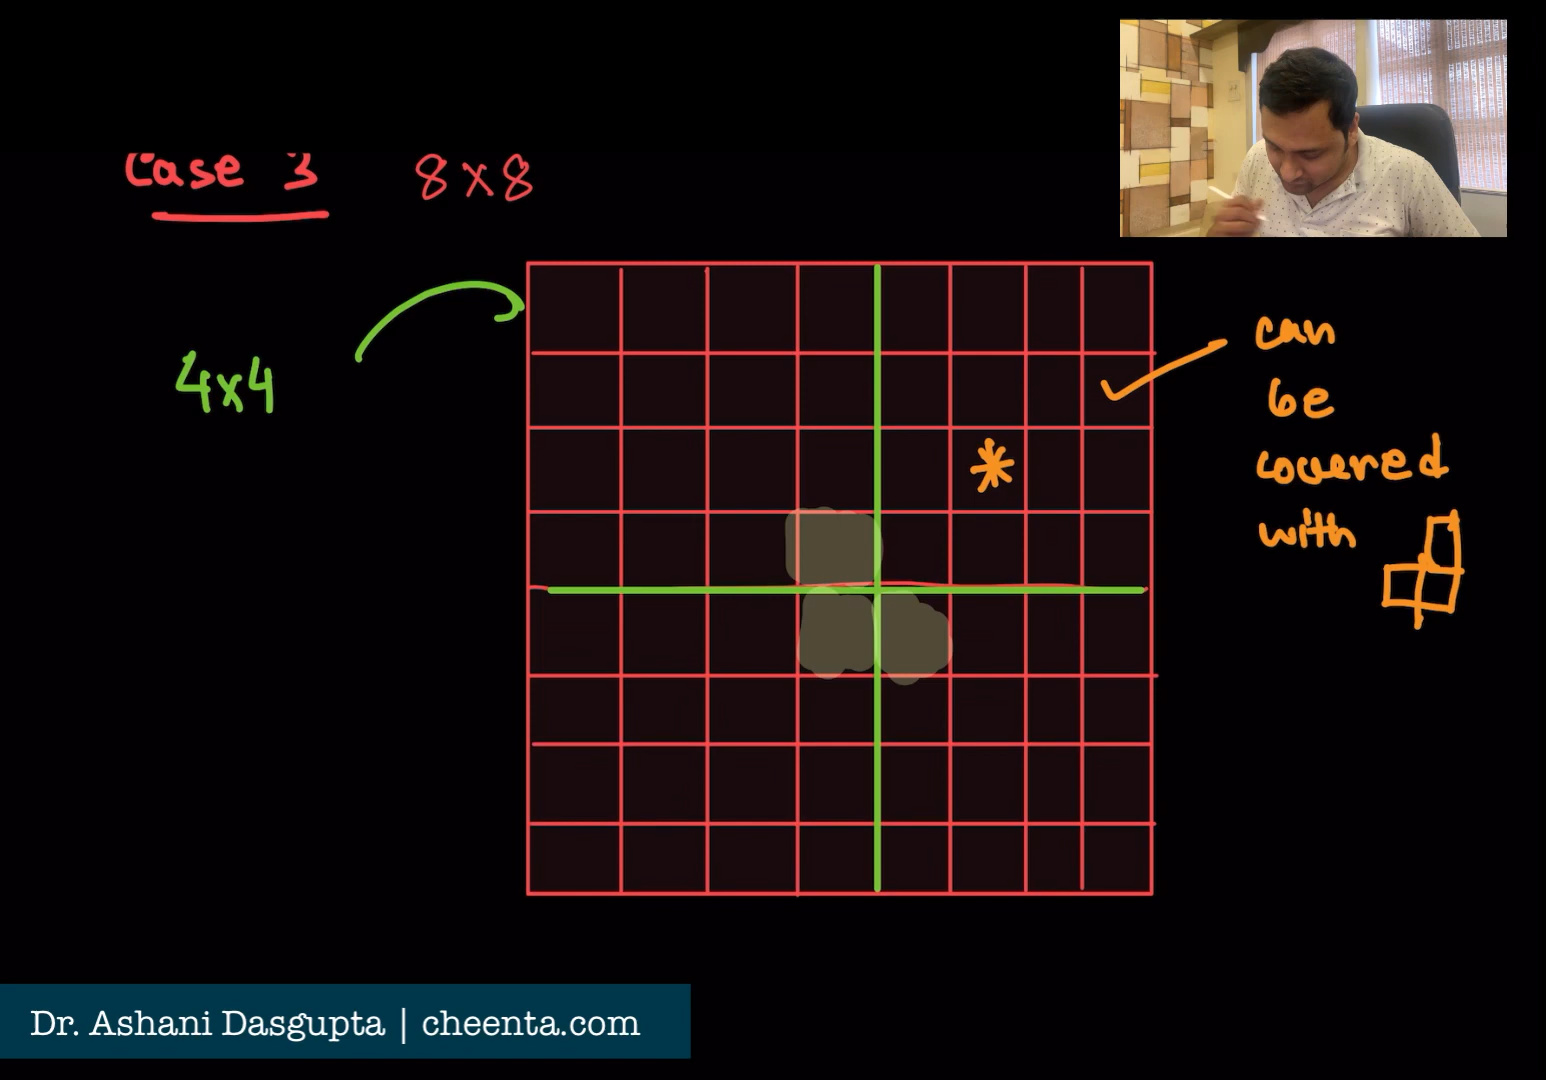 Case 3 8x8
4x4
can
be
covered
with
Dr. Ashani Dasgupta | cheenta.com